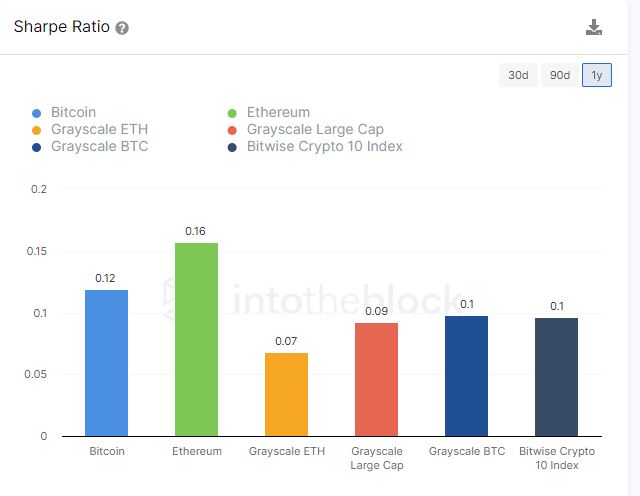 Sharpe Ratio ?
30d 90d 1y
Bitcoin Ethereum
Grayscale ETH Grayscale Large Cap
Grayscale BTC Bitwise Crypto 10 Index
0.2
0.15
0.1
0.05
0
0.12
0.16
0.07
0.09
0.1
0.1
intotheblock
Bitcoin Ethereum Grayscale ETH Grayscale Grayscale BTC Bitwise Crypto
Large Cap 10 Index